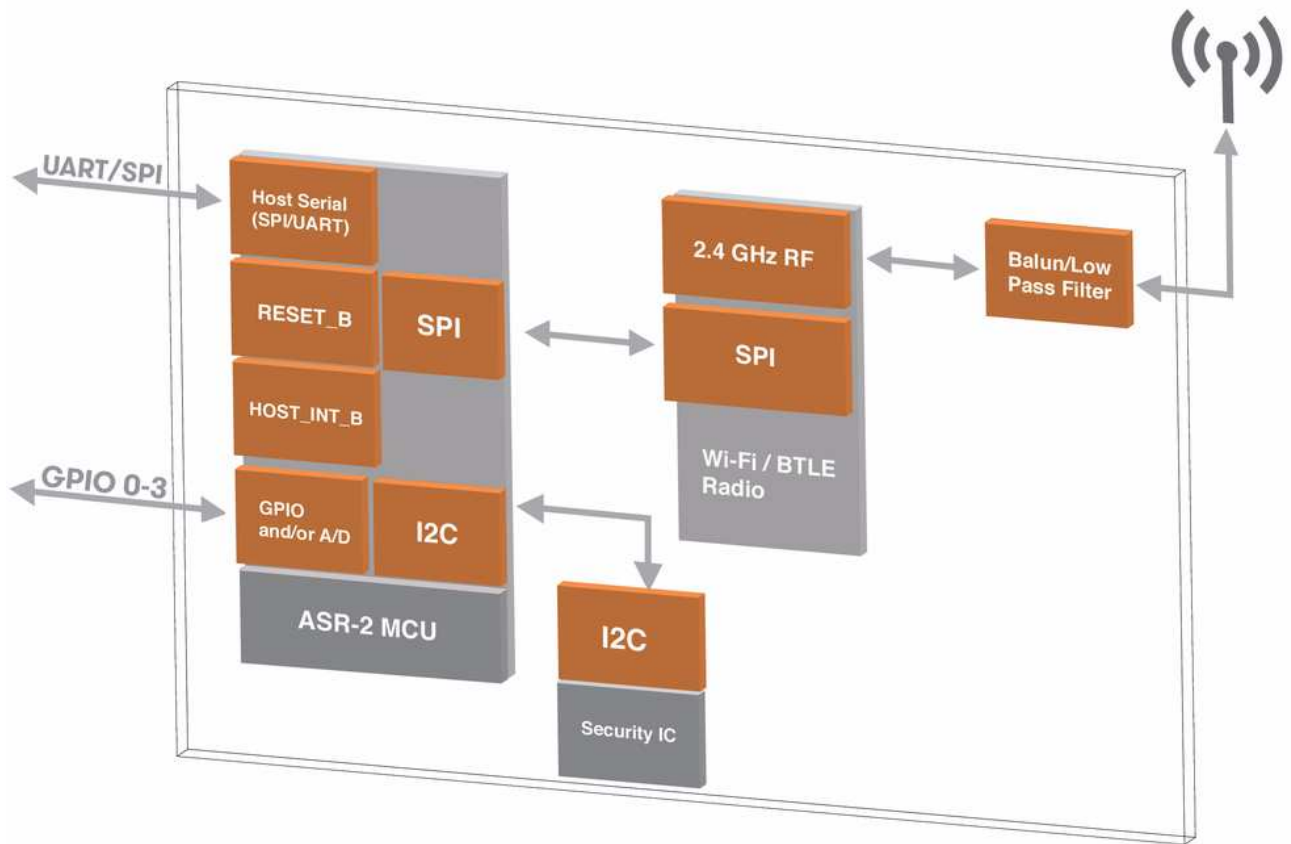 UART/SPI
Host Serial
(SPI/UART)
RESET_B
SPI
HOST_INT_B
GPIO 0-3
GPIO
and/or A/D
I2C
ASR-2 MCU
2.4 GHz RF
SPI
Wi-Fi / BTLE
Radio
Balun/Low
Pass Filter
I2C
Security IC